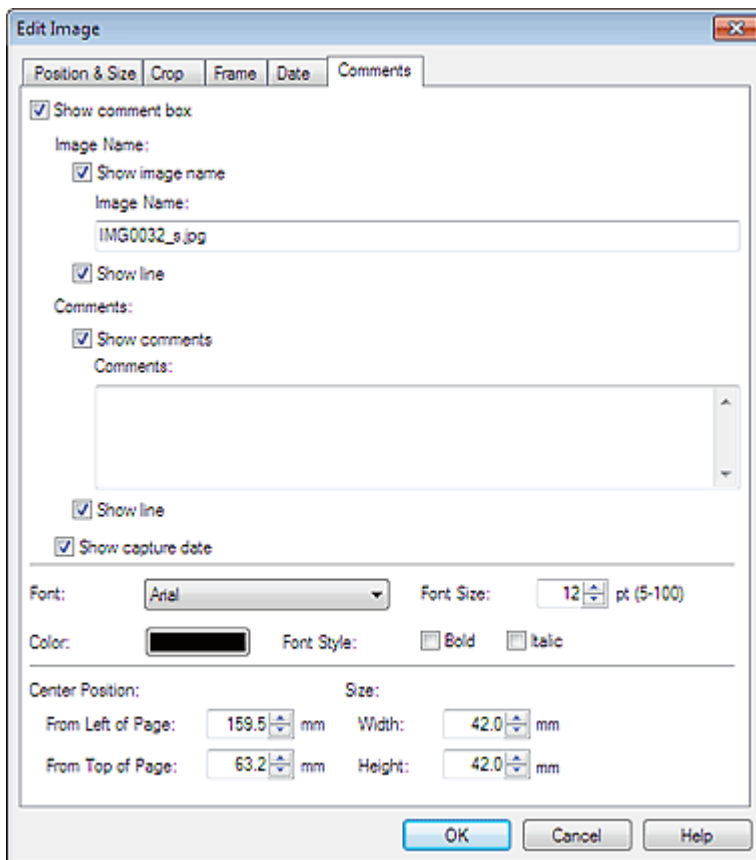 Edit Image
Position & Size Crop Frame Date Comments
Show comment box
Image Name:
Show image name
Image Name:
IMG0032_s.jpg
Show line
Comments:
Show comments
Comments:
Show line
Show capture date
Font: Arial Font Size: 12 pt (5-100)
Color: Font Style: Bold Italic
Center Position: Size:
From Left of Page: 159.5 mm Width: 42.0 mm
From Top of Page: 63.2 mm Height: 42.0 mm
OK Cancel Help